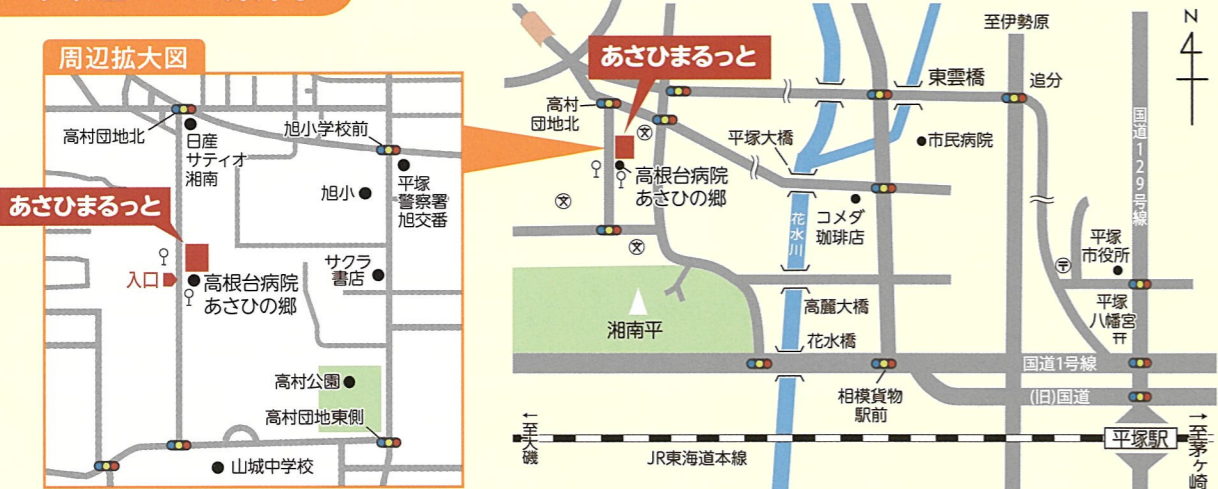 周辺拡大図
高村団地北
日産
サティオ
湘南
旭小学校前
旭小
平塚
警察署
旭交番
あさひまるっと
入口
高根台病院
あさひの郷
サクラ
書店
高村公園
高村団地東側
山城中学校
あさひまるっと
高村
団地北
高根台病院
あさひの郷
湘南平
平塚大橋
東雲橋
市民病院
コメダ
珈琲店
花水川
高麗大橋
花水橋
相模貨物
駅前
至伊勢原
追分
国道129号線
N
平塚
市役所
平塚
八幡宮
国道1号線
(旧)国道
平塚駅
JR東海道本線
←至大磯
→至茅ヶ崎